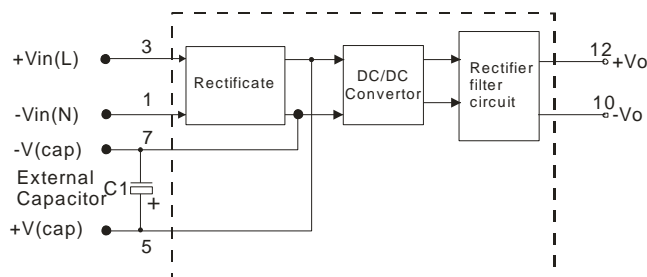 +Vin(L)
3
-Vin(N)
1
-V(cap)
7
External
Capacitor
C1
+
+V(cap)
5
Rectificate
DC/DC
Convertor
Rectifier
filter
circuit
12
+Vo
10
-Vo